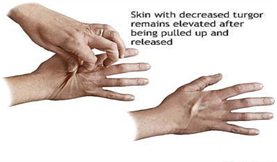 Skin with decreased turgor
remains elevated after
being pulled up and
released